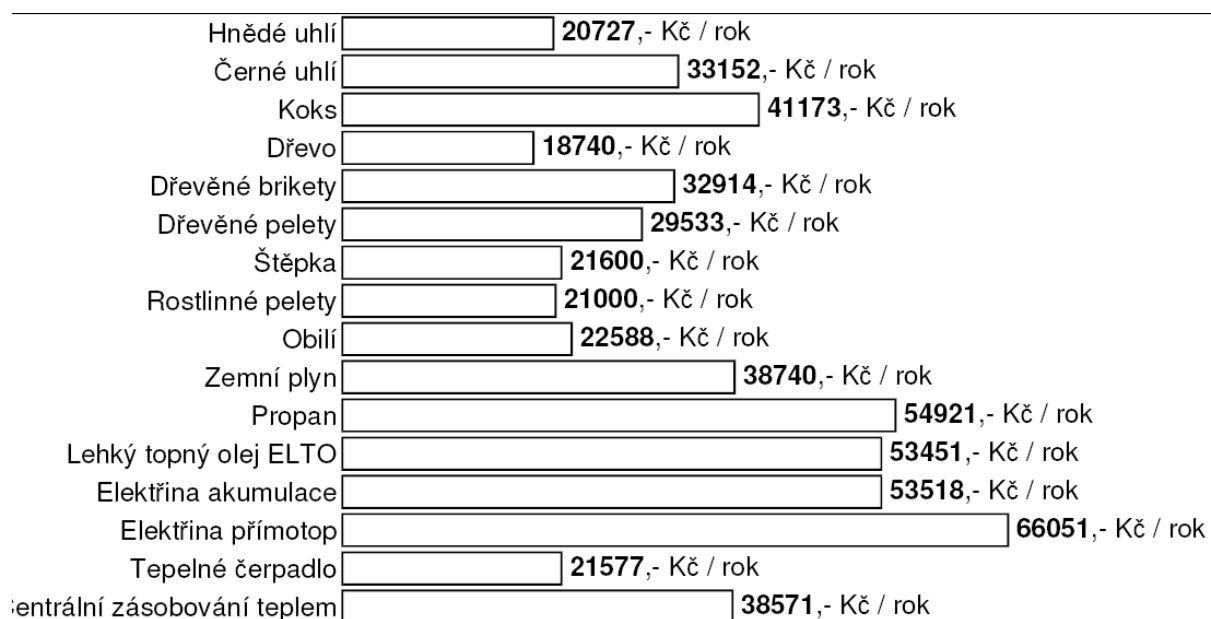 Hnědé uhlí 20727,- Kč / rok
Černé uhlí 33152,- Kč / rok
Koks 41173,- Kč / rok
Dřevo 18740,- Kč / rok
Dřevěné brikety 32914,- Kč / rok
Dřevěné pelety 29533,- Kč / rok
Štěpka 21600,- Kč / rok
Rostlinné pelety 21000,- Kč / rok
Obilí 22588,- Kč / rok
Zemní plyn 38740,- Kč / rok
Propan 54921,- Kč / rok
Lehký topný olej ELTO 53451,- Kč / rok
Elektřina akumulace 53518,- Kč / rok
Elektřina přímotop 66051,- Kč / rok
Tepelné čerpadlo 21577,- Kč / rok
entrální zásobování teplem 38571,- Kč / rok